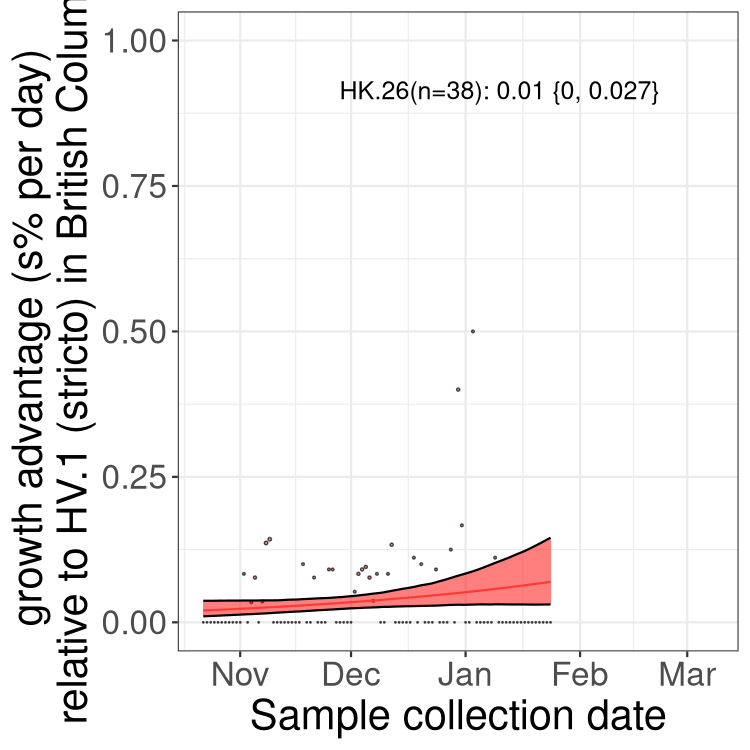 growth advantage (s% per day)
relative to HV.1 (stricto) in British Colum
1.00
0.75
0.50
0.25
0.00
HK.26(n=38): 0.01 {0, 0.027}
Nov Dec Jan Feb Mar
Sample collection date